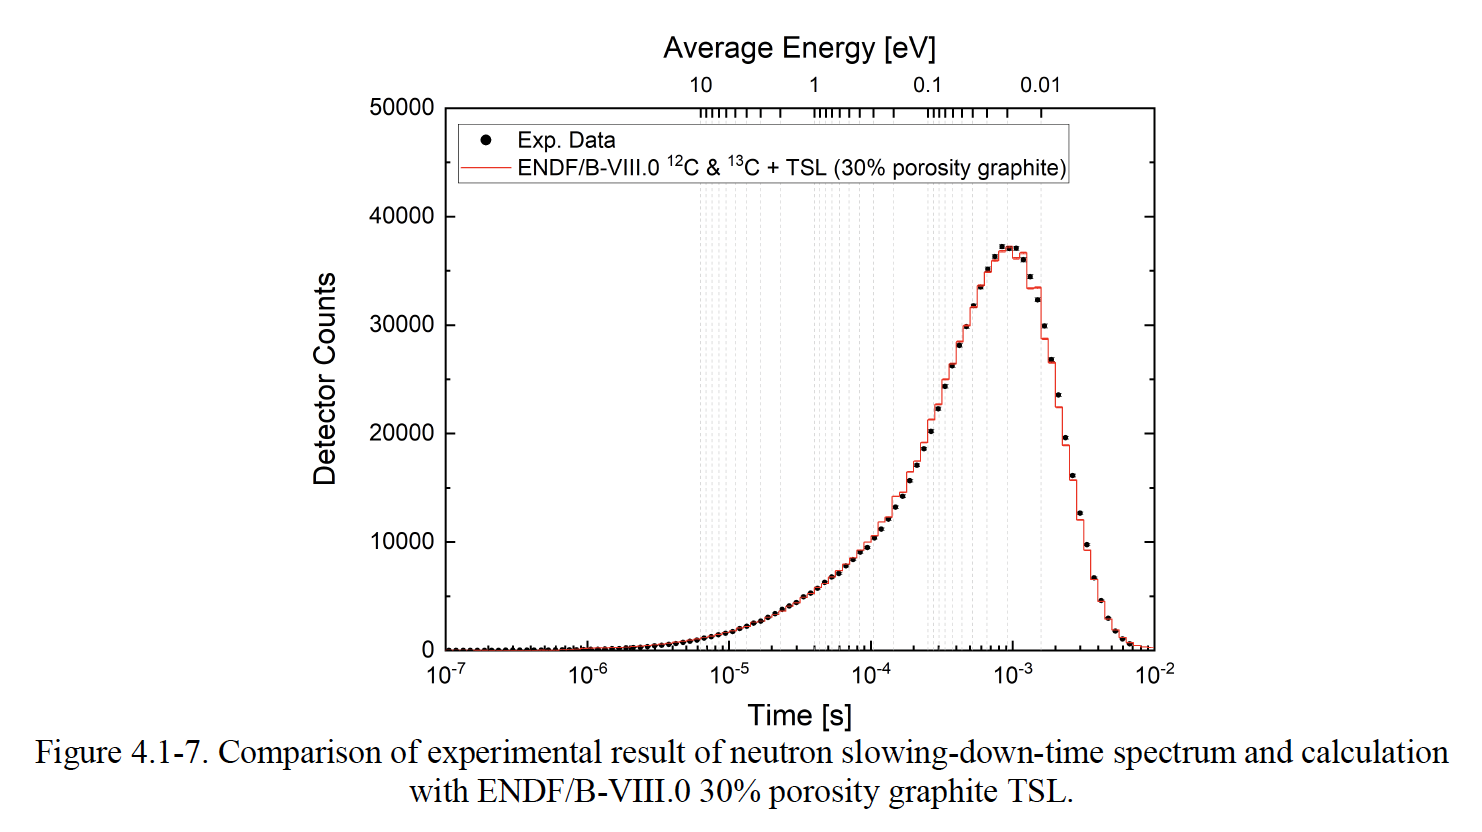 Average Energy [eV]
10 1 0.1 0.01
50000
Exp. Data
ENDF/B-VIII.0 ¹²C & ¹³C + TSL (30% porosity graphite)
40000
30000
20000
10000
0
Detector Counts
10⁻⁷ 10⁻⁶ 10⁻⁵ 10⁻⁴ 10⁻³ 10⁻²
Time [s]
Figure 4.1-7. Comparison of experimental result of neutron slowing-down-time spectrum and calculation
with ENDF/B-VIII.0 30% porosity graphite TSL.